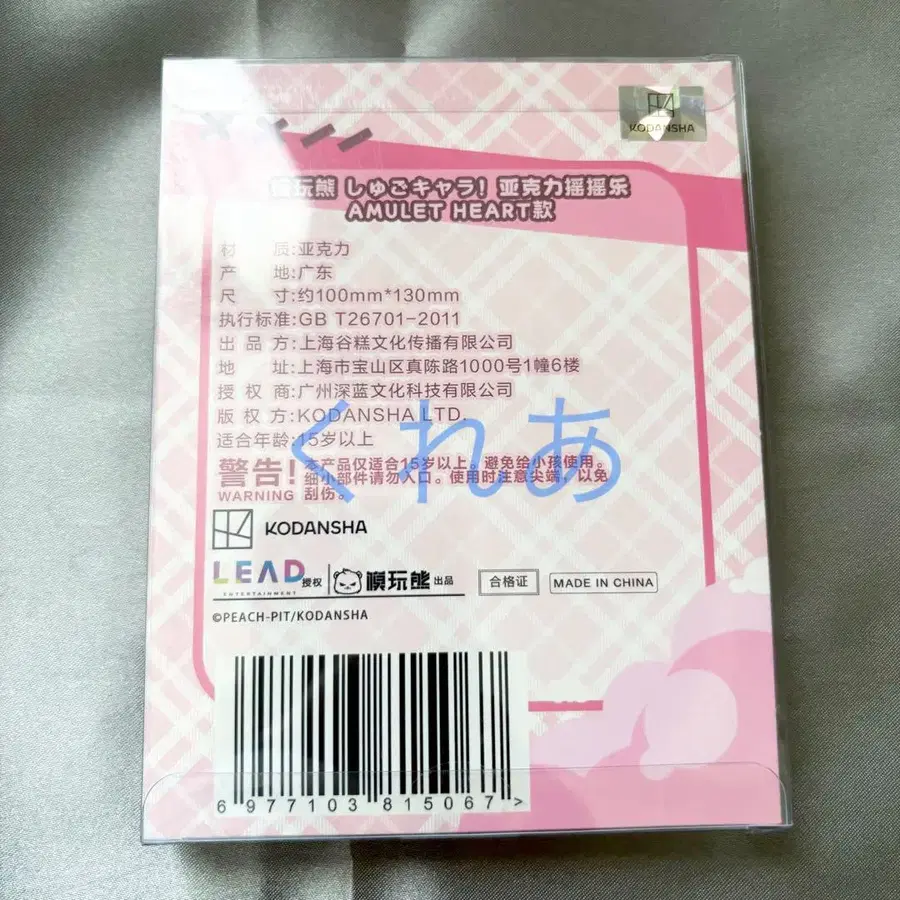 KODANSHA
模玩熊 しゅごキャラ! 亚克力摇摇乐
AMULET HEART款
材 质:亚克力
产 地:广东
尺 寸:约100mm*130mm
执行标准:GB T26701-2011
出 品 方:上海谷糕文化传播有限公司
地 址:上海市宝山区真陈路1000号1幢6楼
授 权 商:广州深蓝文化科技有限公司
版 权 方:KODANSHA LTD.
适合年龄:15岁以上
くれあ
警告! WARNING
本产品仅适合15岁以上。避免给小孩使用。
细小部件请勿入口。使用时注意尖端，以免
刮伤。
KODANSHA
LEAD ENTERTAINMENT 授权 模玩熊 出品 合格证 MADE IN CHINA
©PEACH-PIT/KODANSHA
6 977103 815067 >